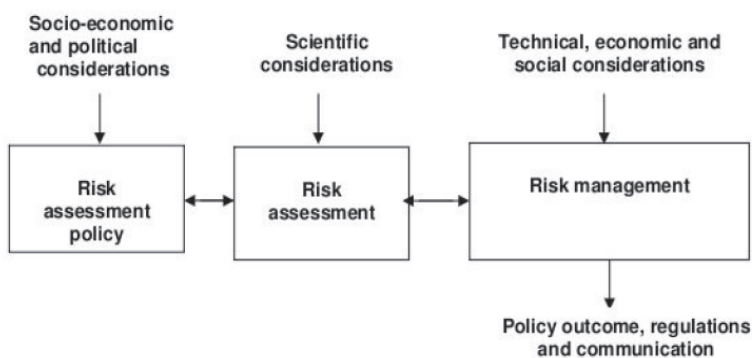 Socio-economic
and political
considerations
Scientific
considerations
Technical, economic and
social considerations
Risk
assessment
policy
Risk
assessment
Risk management
Policy outcome, regulations
and communication